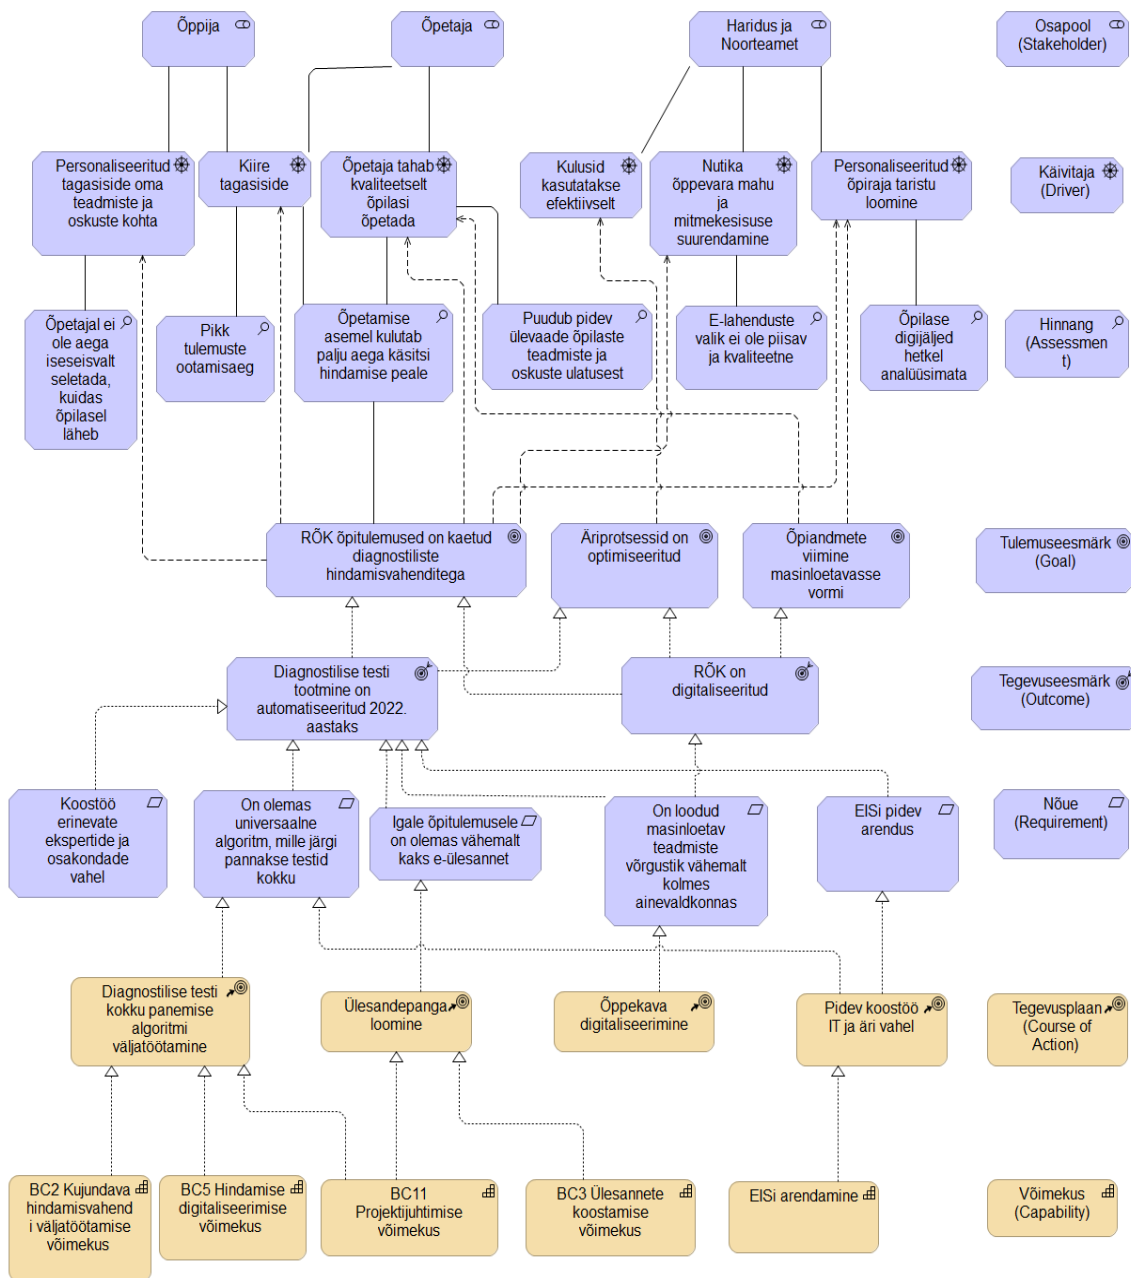 Õppija
Õpetaja
Haridus ja
Noorteamet
Osapool
(Stakeholder)
Personaliseeritud
tagasiside oma
teadmiste ja
oskuste kohta
Kiire
tagasiside
Õpetaja tahab
kvaliteetselt
õpilasi
õpetada
Kulusid
kasutatakse
efektiivselt
Nutika
õppevara mahu
ja
mitmekesisuse
suurendamine
Personaliseeritud
õpiraja taristu
loomine
Käivitaja
(Driver)
Õpetajal ei
ole aega
iseseisvalt
seletada,
kuidas
õpilasel
läheb
Pikk
tulemuste
ootamisaeg
Õpetamise
asemel kulutab
palju aega käsitsi
hindamise peale
Puudub pidev
ülevaade õpilaste
teadmiste ja
oskuste ulatusest
E-lahenduste
valik ei ole piisav
ja kvaliteetne
Õpilase
digijäljed
hetkel
analüüsimata
Hinnang
(Assessmen
t)
RÕK õpitulemused on kaetud
diagnostiliste
hindamisvahenditega
Äriprotsessid on
optimiseeritud
Õpiandmete
viimine
masinloetavasse
vormi
Tulemuseesmärk
(Goal)
Diagnostilise testi
tootmine on
automatiseeritud 2022.
aastaks
RÕK on
digitaliseeritud
Tegevuseesmärk
(Outcome)
Koostöö
erinevate
ekspertide ja
osakondade
vahel
On olemas
universaalne
algoritm, mille järgi
pannakse testid
kokku
Igale õpitulemusele
on olemas vähemalt
kaks e-ülesannet
On loodud
masinloetav
teadmiste
võrgustik vähemalt
kolmes
ainevaldkonnas
EISi pidev
arendus
Nõue
(Requirement)
Diagnostilise testi
kokku panemise
algoritmi
väljatöötamine
Ülesandepanga
loomine
Õppekava
digitaliseerimine
Pidev koostöö
IT ja äri vahel
Tegevusplaan
(Course of
Action)
BC2 Kujundava
hindamisvahend
i väljatöötamise
võimekus
BC5 Hindamise
digitaliseerimise
võimekus
BC11
Projektijuhtimise
võimekus
BC3 Ülesannete
koostamise
võimekus
EISi arendamine
Võimekus
(Capability)